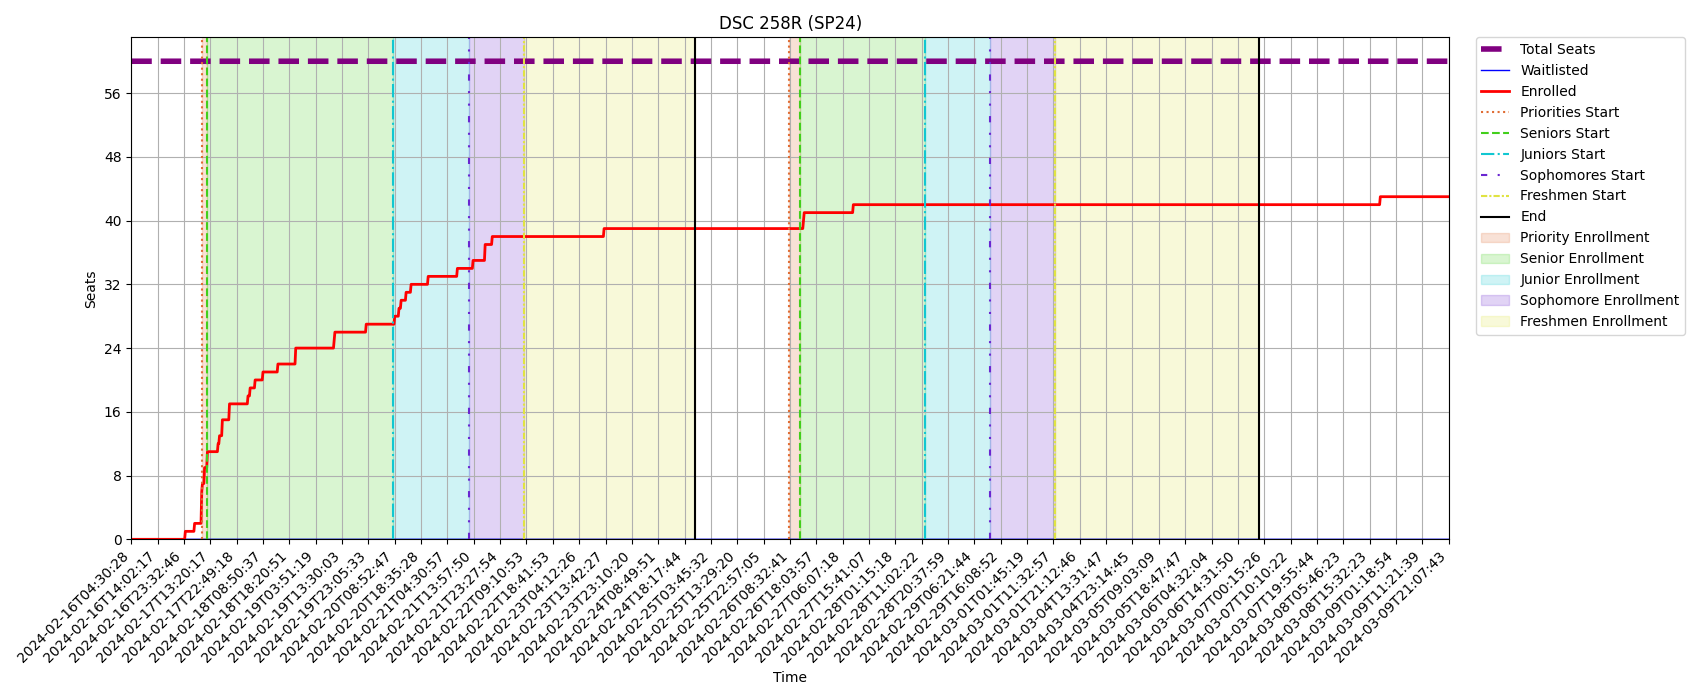 DSC 258R (SP24)
Total Seats
Waitlisted
Enrolled
Priorities Start
Seniors Start
Juniors Start
Sophomores Start
Freshmen Start
End
Priority Enrollment
Senior Enrollment
Junior Enrollment
Sophomore Enrollment
Freshmen Enrollment
56
48
40
32
24
16
8
0
Seats
2024-02-16T04:30:28
2024-02-16T14:02:17
2024-02-16T23:32:46
2024-02-17T13:20:17
2024-02-17T22:49:18
2024-02-18T08:50:37
2024-02-18T18:20:51
2024-02-19T03:51:19
2024-02-19T13:30:03
2024-02-19T23:05:33
2024-02-20T08:52:47
2024-02-20T18:35:28
2024-02-21T04:30:57
2024-02-21T13:57:50
2024-02-21T23:27:54
2024-02-22T09:10:53
2024-02-22T18:41:53
2024-02-23T04:12:26
2024-02-23T13:42:27
2024-02-23T23:10:20
2024-02-24T08:49:51
2024-02-24T18:17:44
2024-02-25T03:45:32
2024-02-25T13:29:20
2024-02-25T22:57:05
2024-02-26T08:32:41
2024-02-26T18:03:57
2024-02-27T06:07:18
2024-02-27T15:41:07
2024-02-28T01:15:18
2024-02-28T11:02:22
2024-02-28T20:37:59
2024-02-29T06:21:44
2024-02-29T16:08:52
2024-03-01T01:45:19
2024-03-01T11:32:57
2024-03-01T21:12:46
2024-03-04T13:31:47
2024-03-04T23:14:45
2024-03-05T09:03:09
2024-03-05T18:47:47
2024-03-06T04:32:04
2024-03-06T14:31:50
2024-03-07T00:15:26
2024-03-07T10:10:22
2024-03-07T19:55:44
2024-03-08T05:46:23
2024-03-08T15:32:23
2024-03-09T01:18:54
2024-03-09T11:21:39
2024-03-09T21:07:43
Time